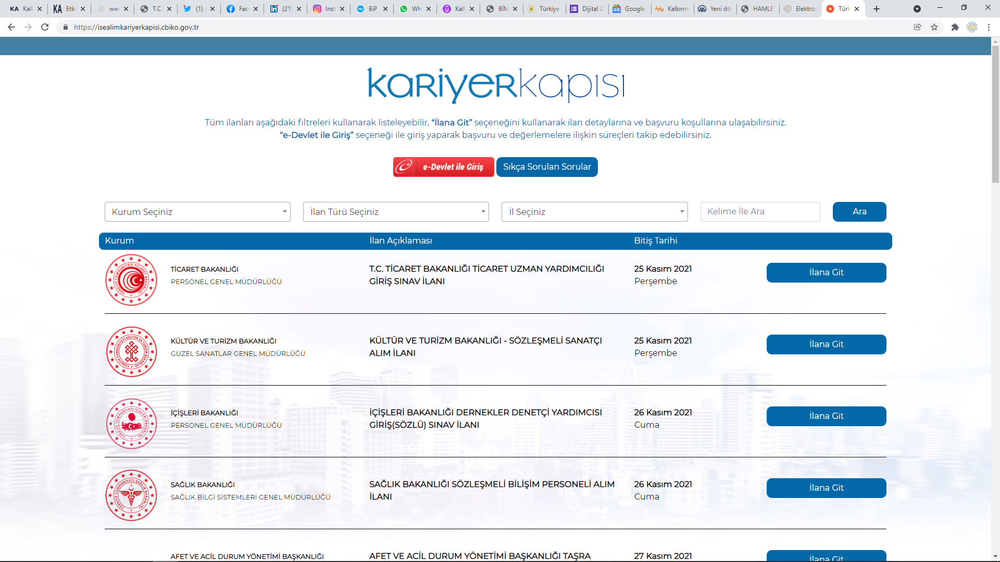 KA Kalk
KA Etki
www
T.C.
(1)
Face
(21)
Inst
BiP
Wh
Kalk
BİM
Türkiye
Dijital U
Google
Kalkınm
Yeni dö
HAMLE
Elektron
Türk
https://isealimkariyerkapisi.cbiko.gov.tr
kariyerkapısı
Tüm ilanları aşağıdaki filtreleri kullanarak listeleyebilir, “İlana Git” seçeneğini kullanarak ilan detaylarına ve başvuru koşullarına ulaşabilirsiniz.
“e-Devlet ile Giriş” seçeneği ile giriş yaparak başvuru ve değerlemelere ilişkin süreçleri takip edebilirsiniz.
e-Devlet ile Giriş Sıkça Sorulan Sorular
Kurum Seçiniz İlan Türü Seçiniz İl Seçiniz Kelime İle Ara Ara
Kurum İlan Açıklaması Bitiş Tarihi
TİCARET BAKANLIĞI T.C. TİCARET BAKANLIĞI TİCARET UZMAN YARDIMCILIĞI 25 Kasım 2021 İlana Git
PERSONEL GENEL MÜDÜRLÜĞÜ GİRİŞ SINAV İLANI Perşembe
KÜLTÜR VE TURİZM BAKANLIĞI KÜLTÜR VE TURİZM BAKANLIĞI - SÖZLEŞMELİ SANATÇI 25 Kasım 2021 İlana Git
GÜZEL SANATLAR GENEL MÜDÜRLÜĞÜ ALIM İLANI Perşembe
İÇİŞLERİ BAKANLIĞI İÇİŞLERİ BAKANLIĞI DERNEKLER DENETÇİ YARDIMCISI 26 Kasım 2021 İlana Git
PERSONEL GENEL MÜDÜRLÜĞÜ GİRİŞ(SÖZLÜ) SINAV İLANI Cuma
SAĞLIK BAKANLIĞI SAĞLIK BAKANLIĞI SÖZLEŞMELİ BİLİŞİM PERSONELİ ALIM 26 Kasım 2021 İlana Git
SAĞLIK BİLGİ SİSTEMLERİ GENEL MÜDÜRLÜĞÜ İLANI Cuma
AFET VE ACİL DURUM YÖNETİMİ BAŞKANLIĞI AFET VE ACİL DURUM YÖNETİMİ BAŞKANLIĞI TAŞRA 27 Kasım 2021 İlana Git